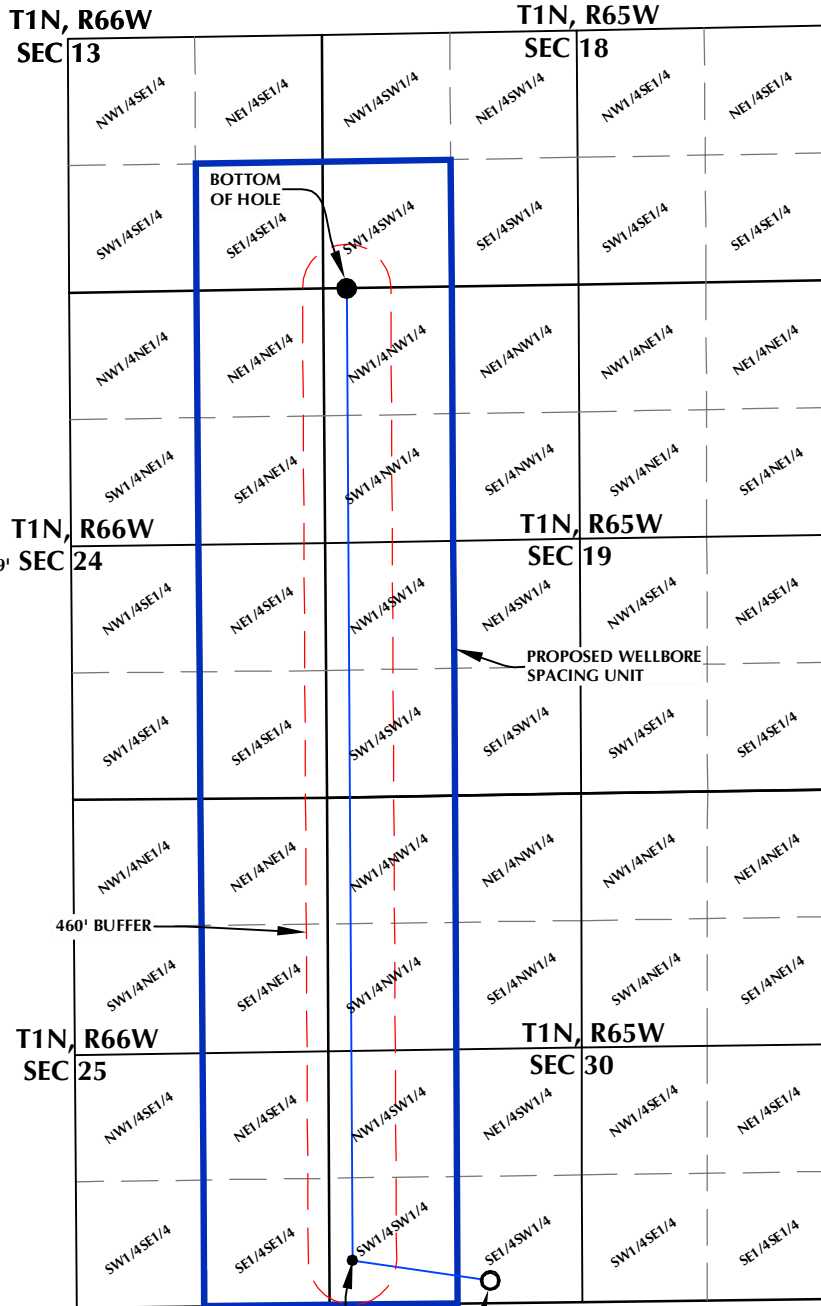 T1N, R66W
T1N, R65W
SEC 13
SEC 18
NW1/4SE1/4
NE1/4SE1/4
NW1/4SW1/4
NE1/4SW1/4
NW1/4SE1/4
NE1/4SE1/4
BOTTOM
OF HOLE
SW1/4SE1/4
SE1/4SE1/4
SW1/4SW1/4
SE1/4SW1/4
SW1/4SE1/4
SE1/4SE1/4
NW1/4NE1/4
NE1/4NE1/4
NW1/4NW1/4
NE1/4NW1/4
NW1/4NE1/4
NE1/4NE1/4
SW1/4NE1/4
SE1/4NE1/4
SW1/4NW1/4
SE1/4NW1/4
SW1/4NE1/4
SE1/4NE1/4
T1N, R66W
T1N, R65W
9' SEC 24
SEC 19
NW1/4SE1/4
NE1/4SE1/4
NW1/4SW1/4
NE1/4SW1/4
NW1/4SE1/4
NE1/4SE1/4
PROPOSED WELLBORE
SPACING UNIT
SW1/4SE1/4
SE1/4SE1/4
SW1/4SW1/4
SE1/4SW1/4
SW1/4SE1/4
SE1/4SE1/4
NW1/4NE1/4
NE1/4NE1/4
NW1/4NW1/4
NE1/4NW1/4
NW1/4NE1/4
NE1/4NE1/4
460' BUFFER
SW1/4NE1/4
SE1/4NE1/4
SW1/4NW1/4
SE1/4NW1/4
SW1/4NE1/4
SE1/4NE1/4
T1N, R66W
T1N, R65W
SEC 25
SEC 30
NW1/4SE1/4
NE1/4SE1/4
NW1/4SW1/4
NE1/4SW1/4
NW1/4SE1/4
NE1/4SE1/4
SW1/4SE1/4
SE1/4SE1/4
SW1/4SW1/4
SE1/4SW1/4
SW1/4SE1/4
SE1/4SE1/4